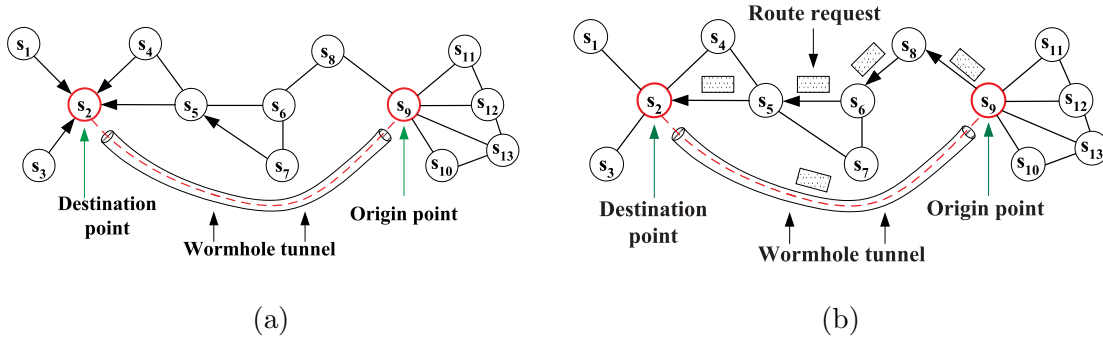 s1
s4
s8
s11
s2
s5
s6
s9
s12
s3
s7
s10
s13
Destination
point
Origin point
Wormhole tunnel
(a)
Route request
s1
s4
s8
s11
s2
s5
s6
s9
s12
s3
s7
s10
s13
Destination
point
Origin point
Wormhole tunnel
(b)